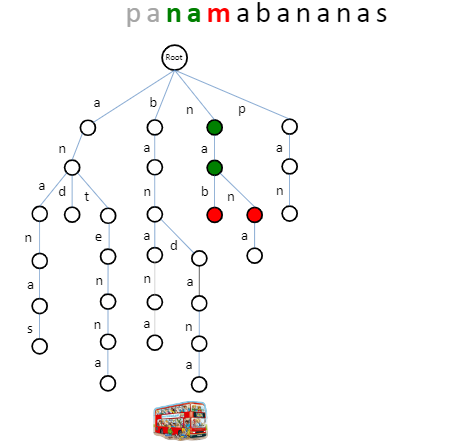 panamabananas
Root
a b n p
n a a a
a d t n b n n
n e a d a
a n n a
s n a n
a a